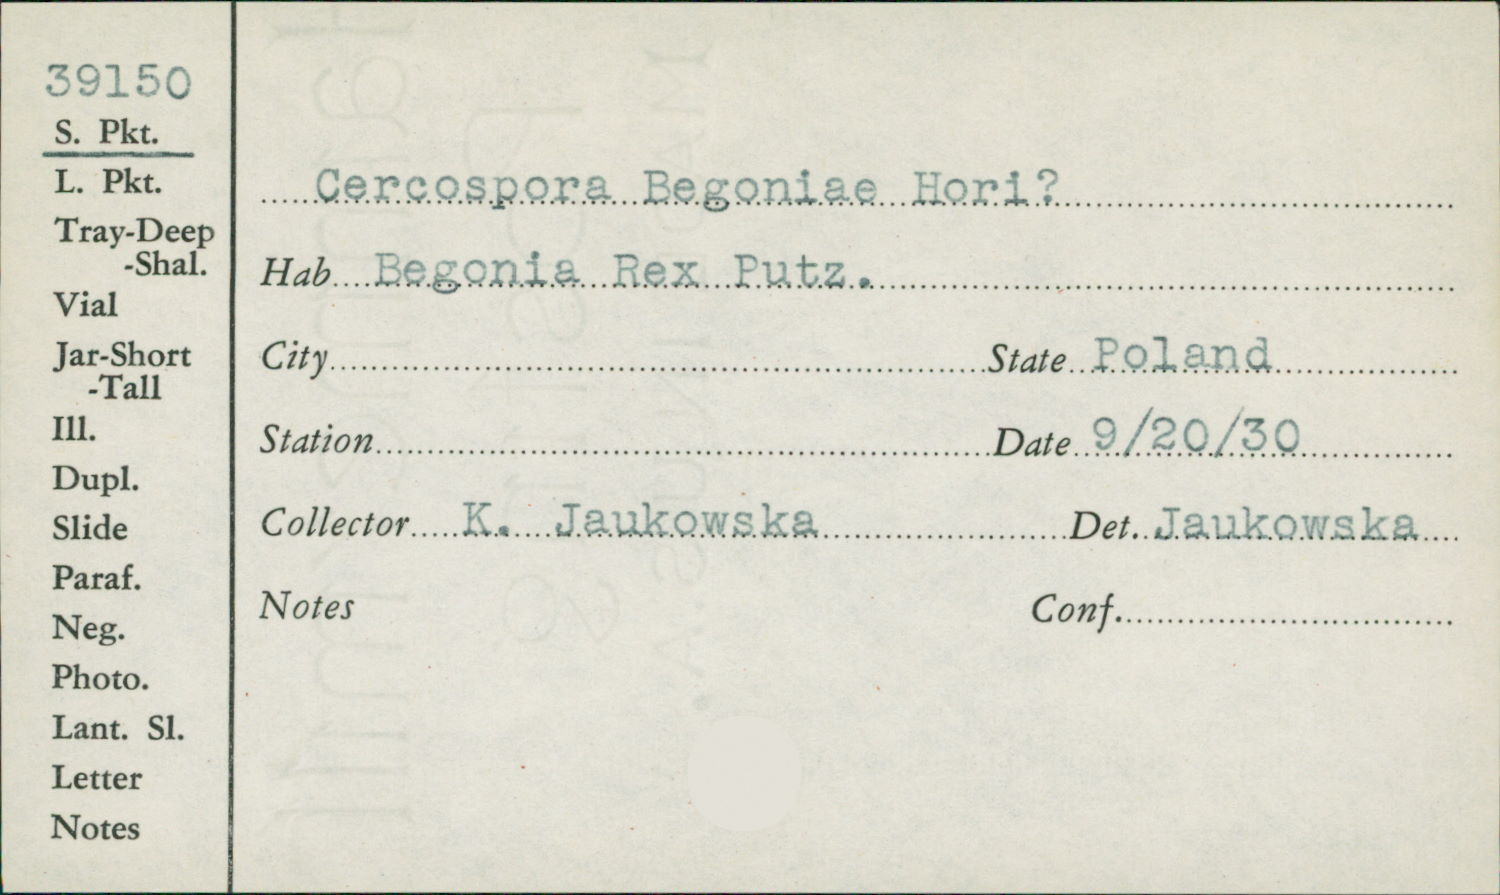 39150
S. Pkt.
L. Pkt.
Tray-Deep
-Shal.
Vial
Jar-Short
-Tall
Ill.
Dupl.
Slide
Paraf.
Neg.
Photo.
Lant. Sl.
Letter
Notes
Cercospora Begoniae Hori?
Hab Begonia Rex Putz.
City State Poland
Station Date 9/20/30
Collector K. Jaukowska Det. Jaukowska
Notes Conf.